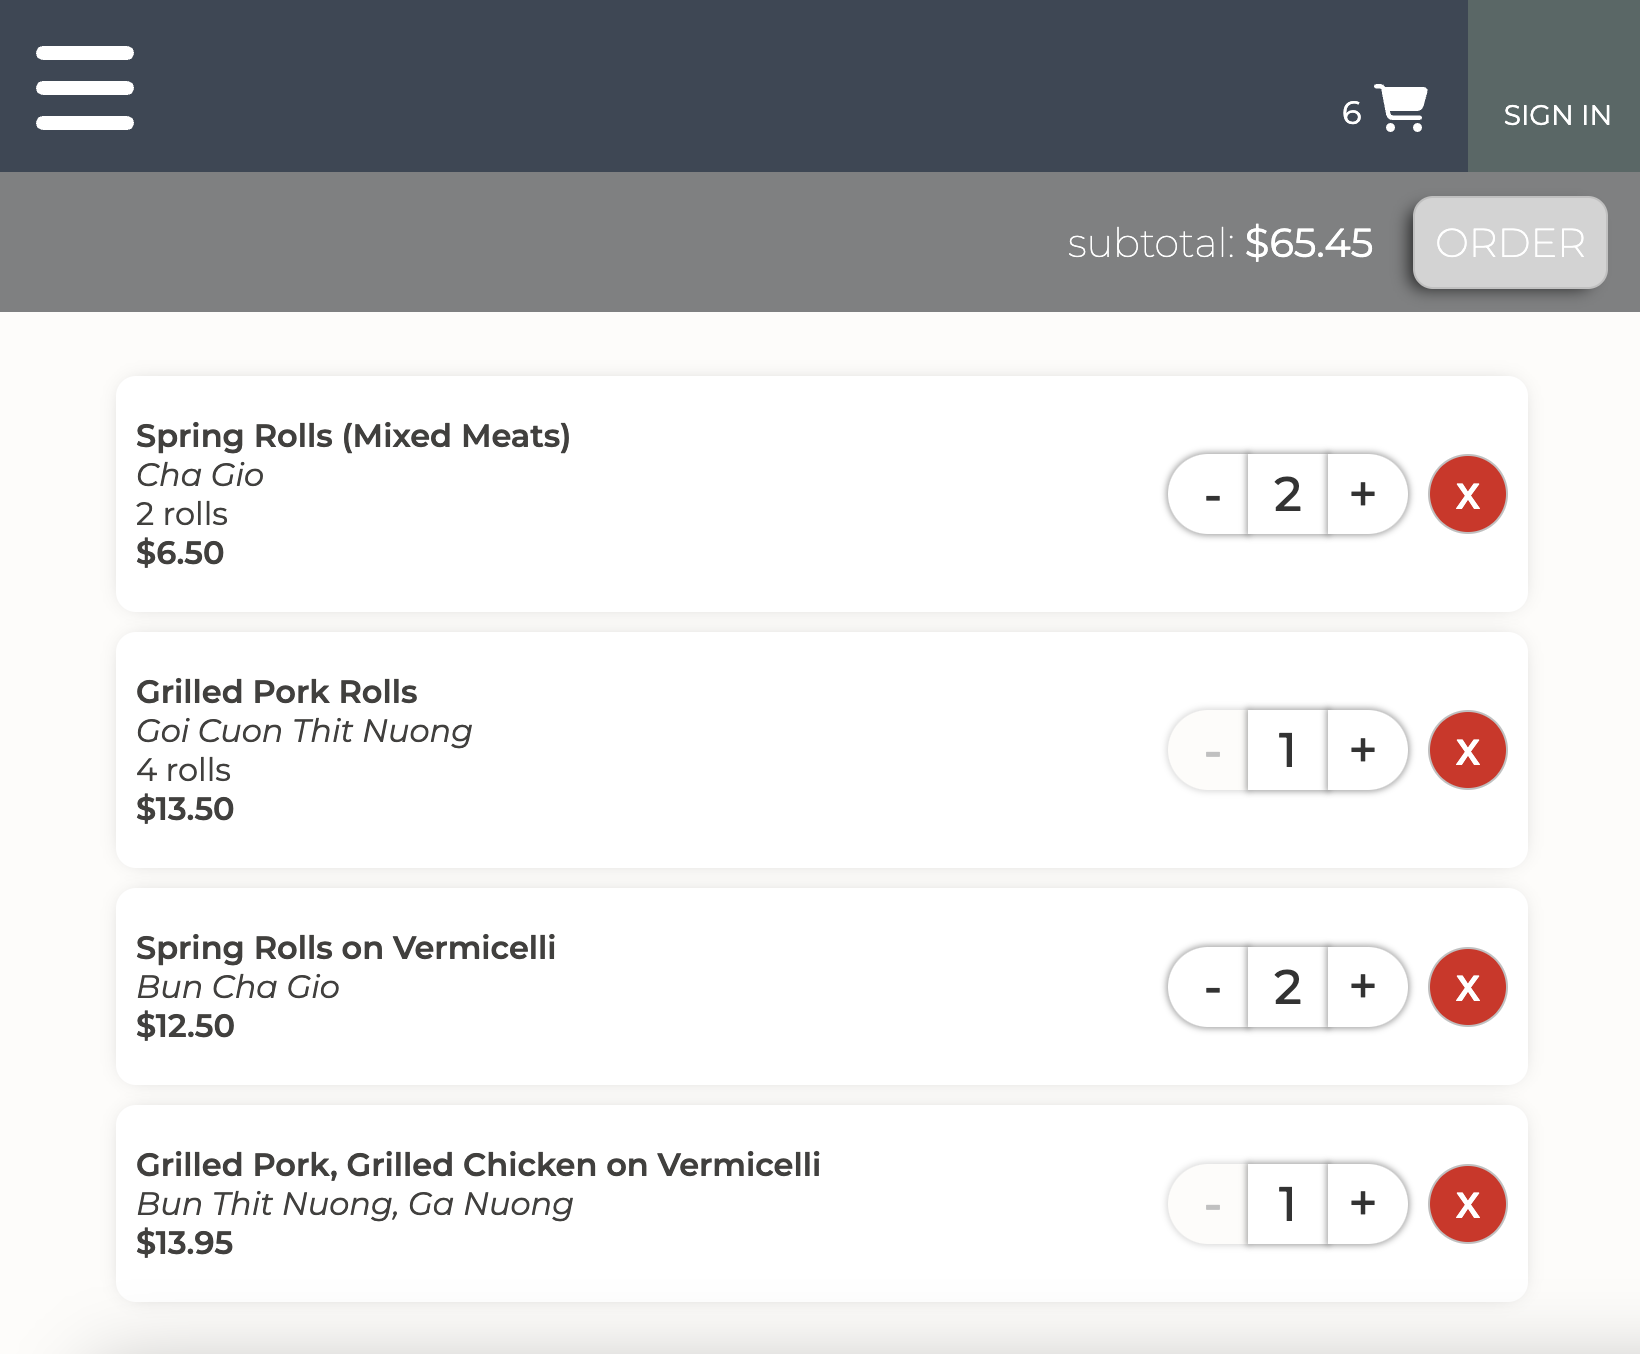 6
SIGN IN
subtotal: $65.45
ORDER
Spring Rolls (Mixed Meats)
Cha Gio
2 rolls
$6.50
- 2 +
X
Grilled Pork Rolls
Goi Cuon Thit Nuong
4 rolls
$13.50
- 1 +
X
Spring Rolls on Vermicelli
Bun Cha Gio
$12.50
- 2 +
X
Grilled Pork, Grilled Chicken on Vermicelli
Bun Thit Nuong, Ga Nuong
$13.95
- 1 +
X